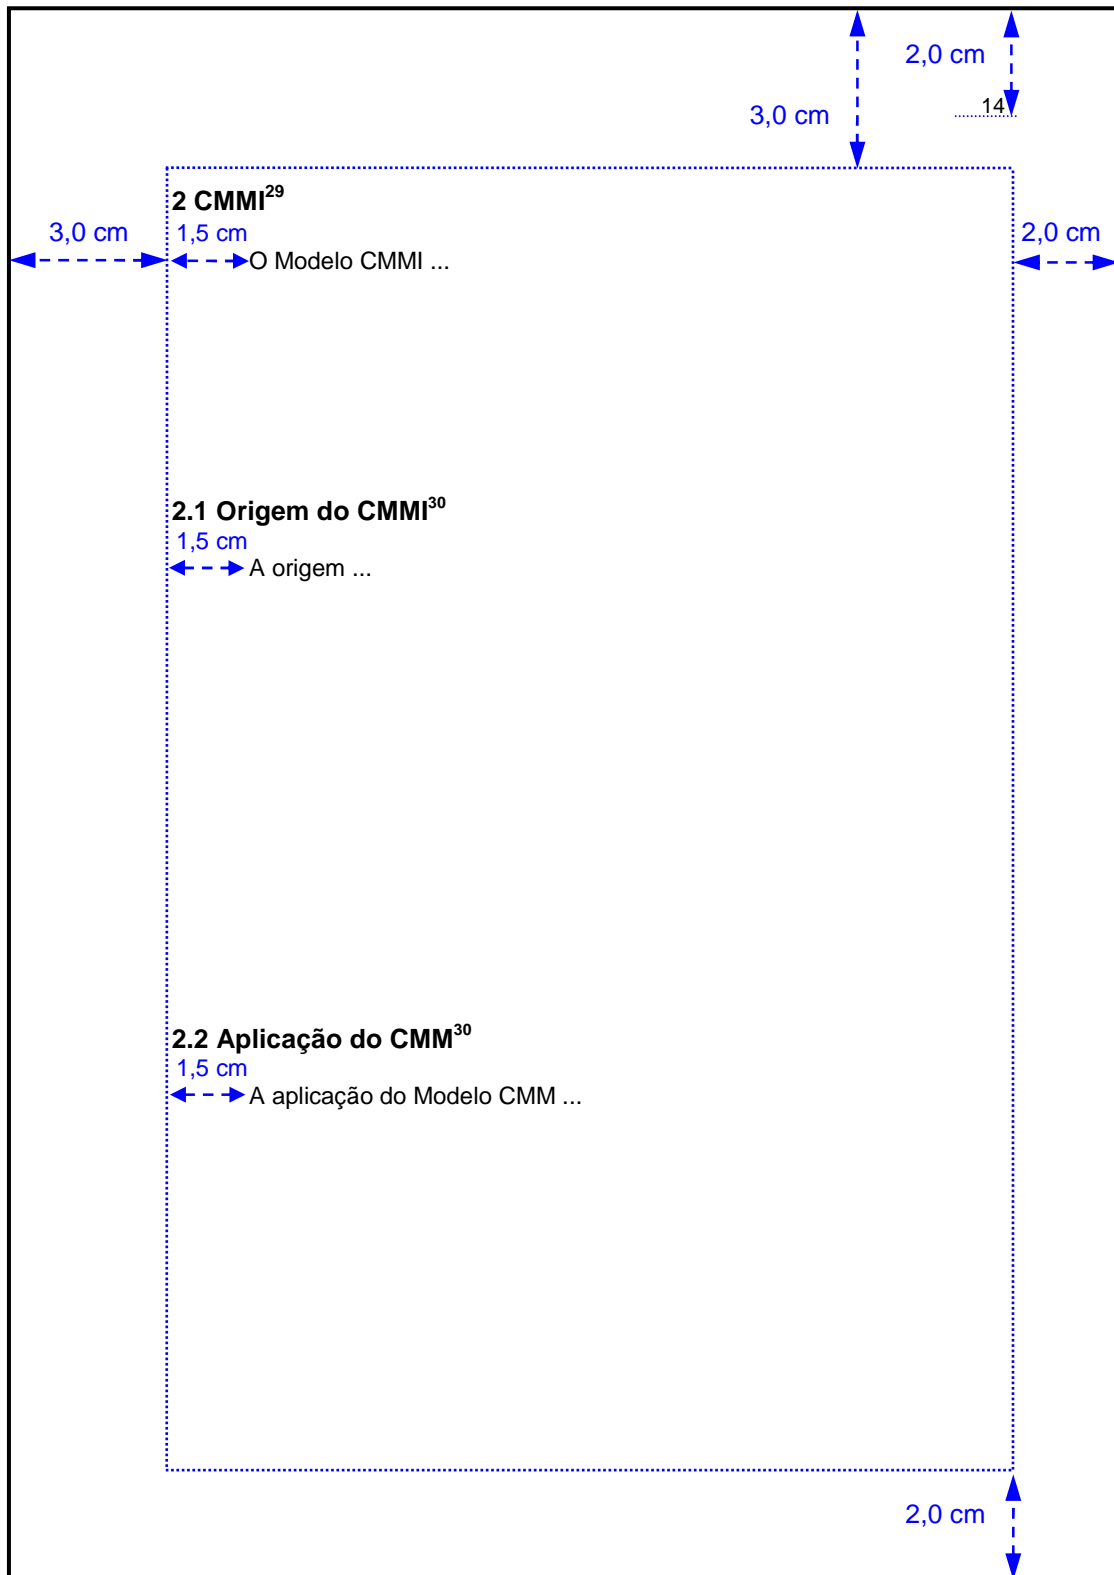 2,0 cm
3,0 cm
14
2 CMMI²⁹
3,0 cm
1,5 cm
2,0 cm
O Modelo CMMI ...
2.1 Origem do CMMI³⁰
1,5 cm
A origem ...
2.2 Aplicação do CMM³⁰
1,5 cm
A aplicação do Modelo CMM ...
2,0 cm